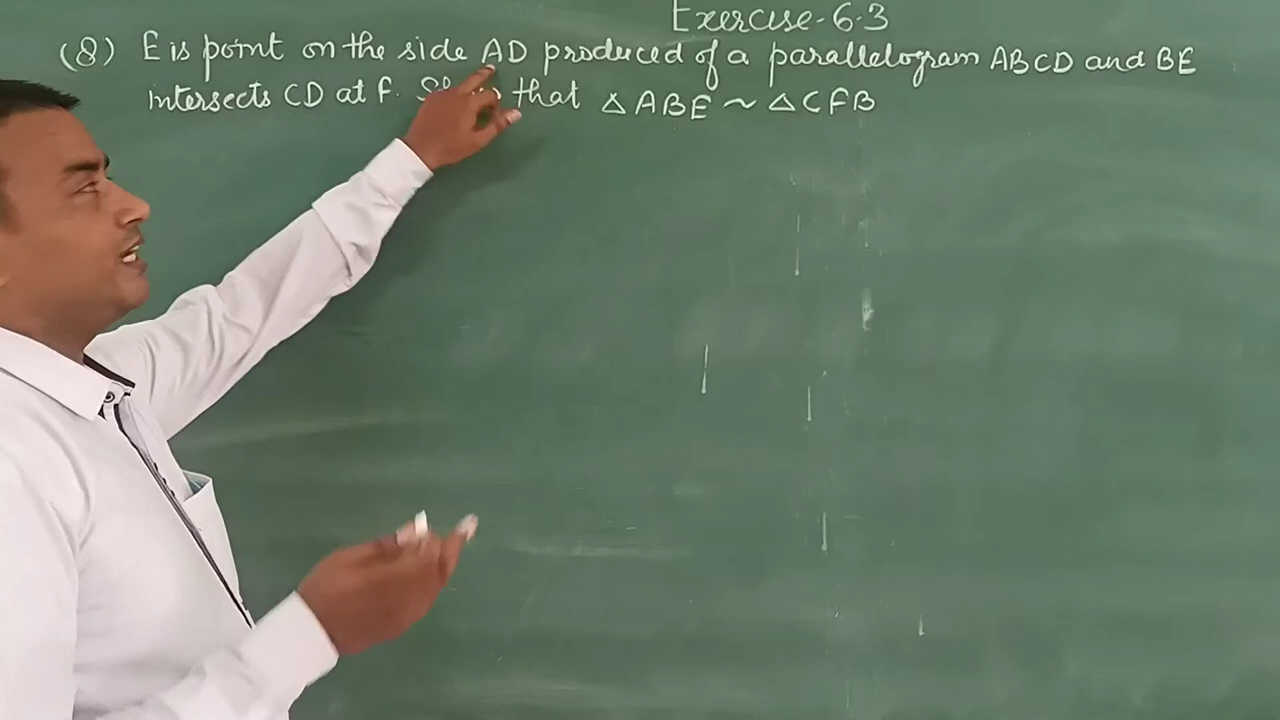 Exercise-6.3
(8) E is point on the side AD produced of a parallelogram ABCD and BE
intersects CD at F. that △ABE ~ △CFB